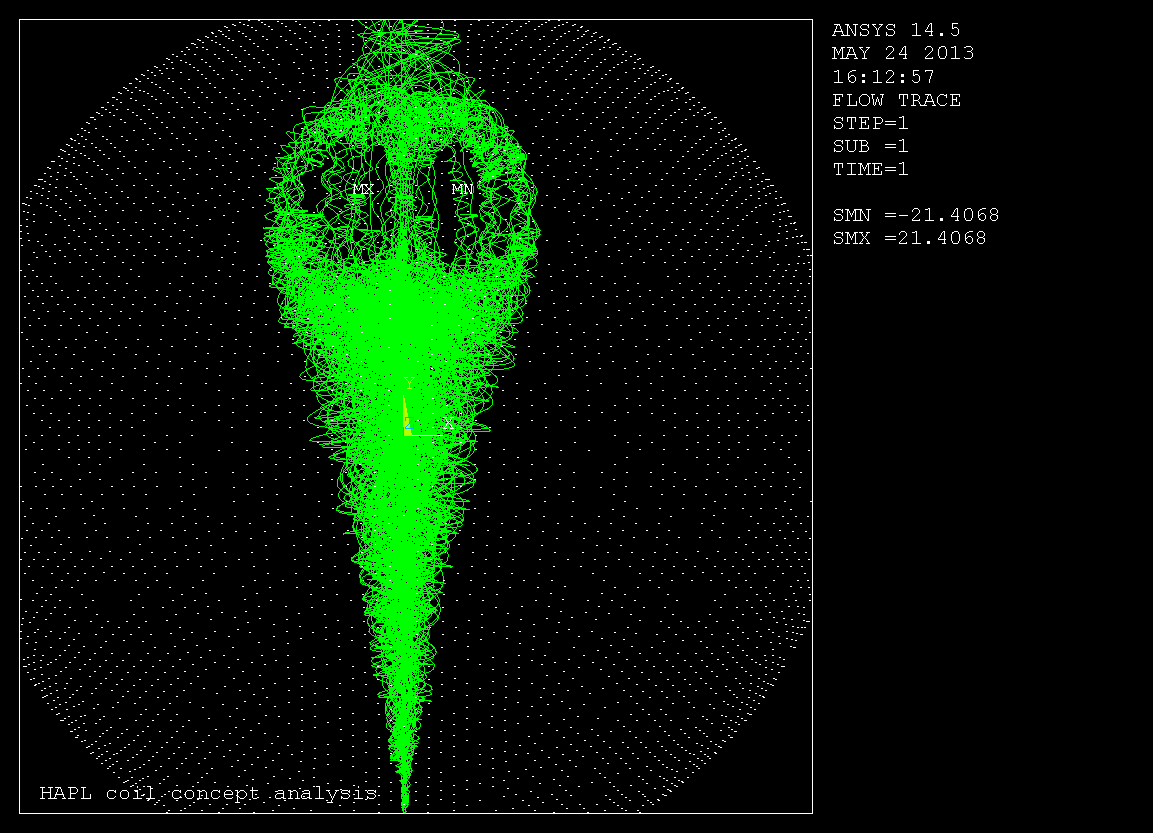 ANSYS 14.5
MAY 24 2013
16:12:57
FLOW TRACE
STEP=1
SUB =1
TIME=1
SMN =-21.4068
SMX =21.4068
MX
MN
Y
Z
X
HAPL coil concept analysis